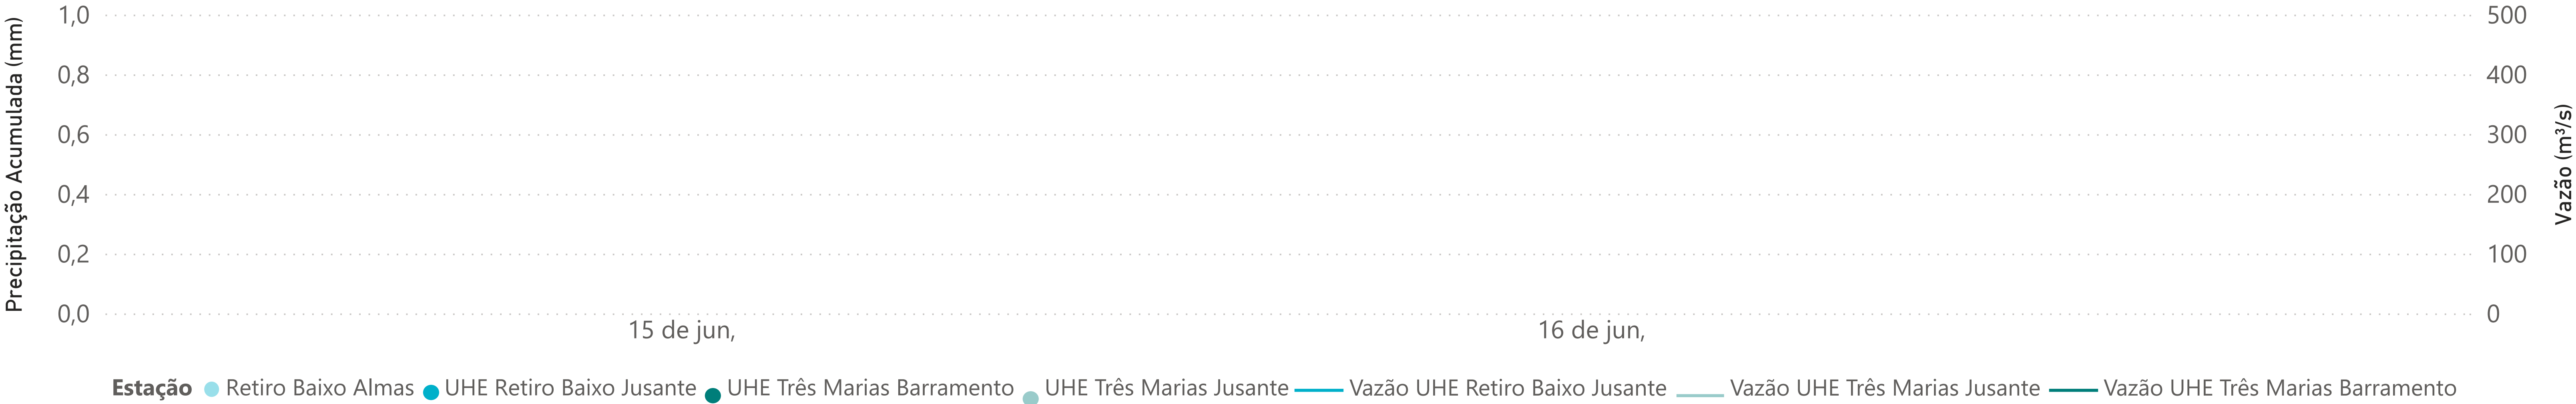 Precipitação Acumulada (mm)
1,0
0,8
0,6
0,4
0,2
0,0
15 de jun,
16 de jun,
500
400
300
200
100
0
Vazão (m³/s)
Estação Retiro Baixo Almas UHE Retiro Baixo Jusante UHE Três Marias Barramento UHE Três Marias Jusante Vazão UHE Retiro Baixo Jusante Vazão UHE Três Marias Jusante Vazão UHE Três Marias Barramento